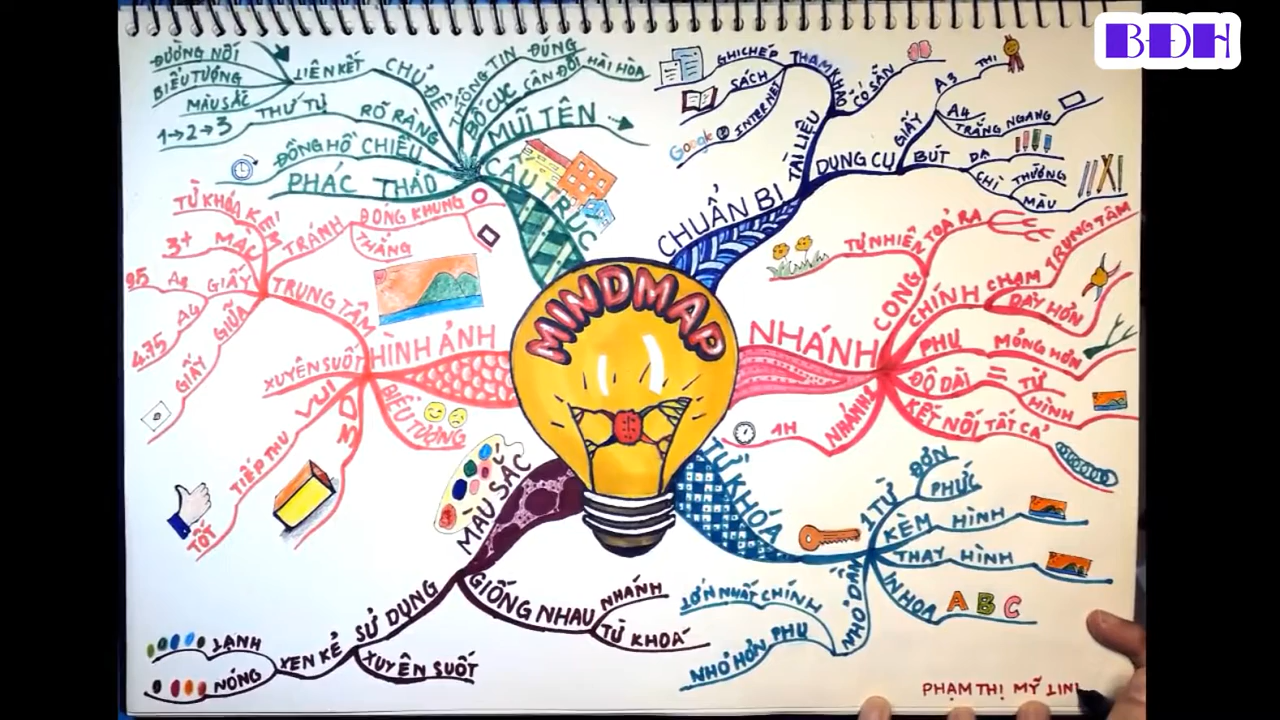 BĐH
MINDMAP
CHUẨN BỊ
TÀI LIỆU
THAM KHẢO
GHI CHÉP
SÁCH
INTERNET
Google
CÓ SẴN
DỤNG CỤ
GIẤY
A3
THI
A4
TRẮNG NGANG
BÚT
DẠ
CHÌ
THƯỜNG
MÀU
NHÁNH
CONG
TỰ NHIÊN
TOẢ RA
CHÍNH
CHẠM
TRUNG TÂM
DÀY HƠN
PHỤ
MỎNG HƠN
ĐỘ DÀI
=
TỪ
HÌNH
KẾT NỐI
TẤT CẢ
NHÁNH
1H
TỪ KHÓA
1 TỪ
ĐƠN
PHỨC
KÈM
HÌNH
THAY
HÌNH
IN HOA
A B C
NHỎ DẦN
LỚN NHẤT
CHÍNH
NHỎ HƠN
PHỤ
MÀU SẮC
GIỐNG NHAU
NHÁNH
TỪ KHOÁ
SỬ DỤNG
XUYÊN SUỐT
XEN KẼ
LẠNH
NÓNG
HÌNH ẢNH
TRUNG TÂM
TRÁNH
ĐÓNG KHUNG
THẲNG
MÀU
3+
TỪ KHÓA
GIẤY
A3
9.5
A4
4.75
GIỮA
GIẤY
XUYÊN SUỐT
VUI
TIẾP THU
TỐT
3D
BIỂU TƯỢNG
CẤU TRÚC
PHÁC THẢO
ĐỒNG HỒ
CHIỀU
RÕ RÀNG
THỨ TỰ
1→2→3
CHỦ ĐỀ
LIÊN KẾT
ĐƯỜNG NỐI
BIỂU TƯỢNG
MÀU SẮC
THÔNG TIN
ĐÚNG
BỐ CỤC
CÂN ĐỐI
HÀI HÒA
MŨI TÊN
PHẠM THỊ MỸ LINH